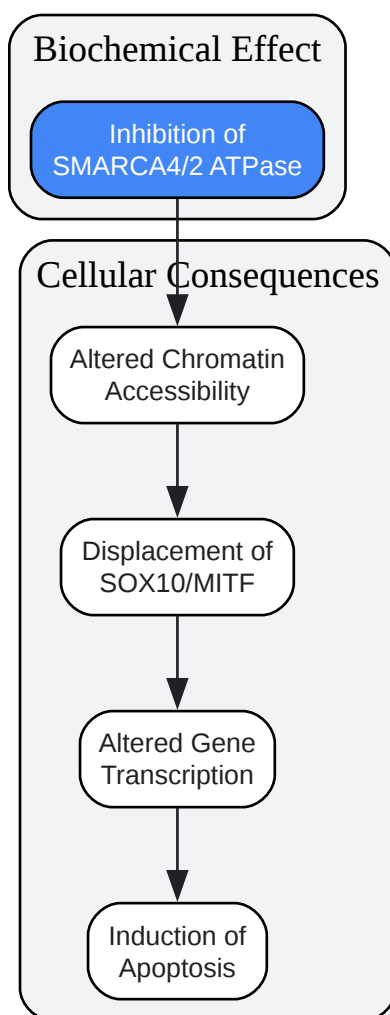 Biochemical Effect
Inhibition of
SMARCA4/2 ATPase
Cellular Consequences
Altered Chromatin
Accessibility
Displacement of
SOX10/MITF
Altered Gene
Transcription
Induction of
Apoptosis